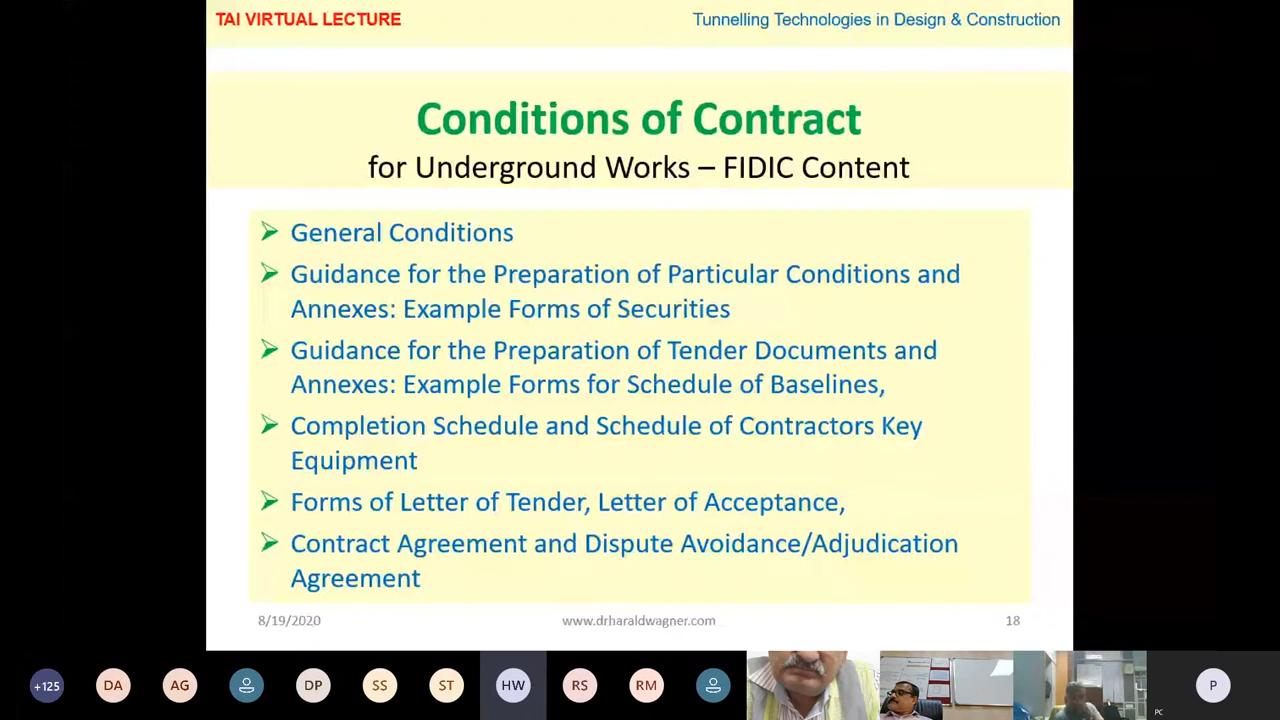 TAI VIRTUAL LECTURE
Tunnelling Technologies in Design & Construction
Conditions of Contract
for Underground Works – FIDIC Content
General Conditions
Guidance for the Preparation of Particular Conditions and
Annexes: Example Forms of Securities
Guidance for the Preparation of Tender Documents and
Annexes: Example Forms for Schedule of Baselines,
Completion Schedule and Schedule of Contractors Key
Equipment
Forms of Letter of Tender, Letter of Acceptance,
Contract Agreement and Dispute Avoidance/Adjudication
Agreement
8/19/2020
www.drharaldwagner.com
18
+125
DA
AG
DP
SS
ST
HW
RS
RM
P
PC